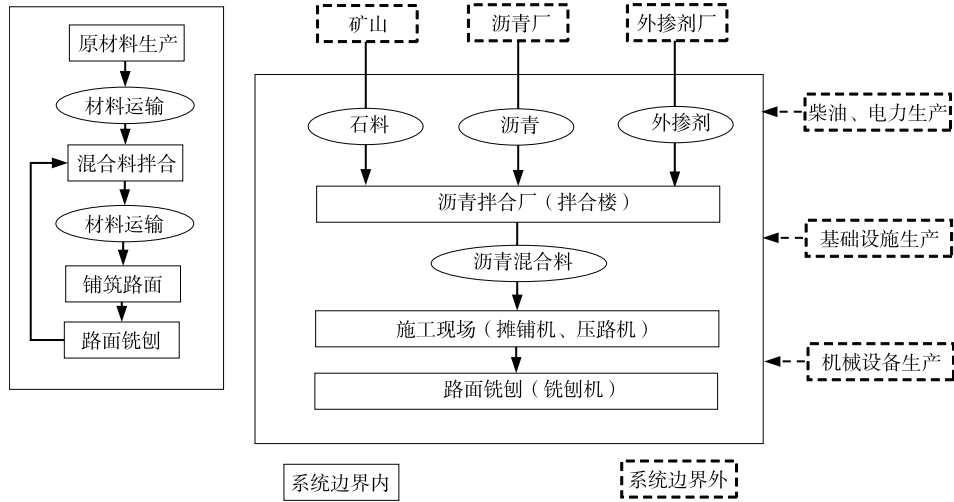 原材料生产
材料运输
混合料拌合
材料运输
铺筑路面
路面铣刨
矿山
沥青厂
外掺剂厂
石料
沥青
外掺剂
沥青拌合厂（拌合楼）
沥青混合料
施工现场（摊铺机、压路机）
路面铣刨（铣刨机）
柴油、电力生产
基础设施生产
机械设备生产
系统边界内
系统边界外